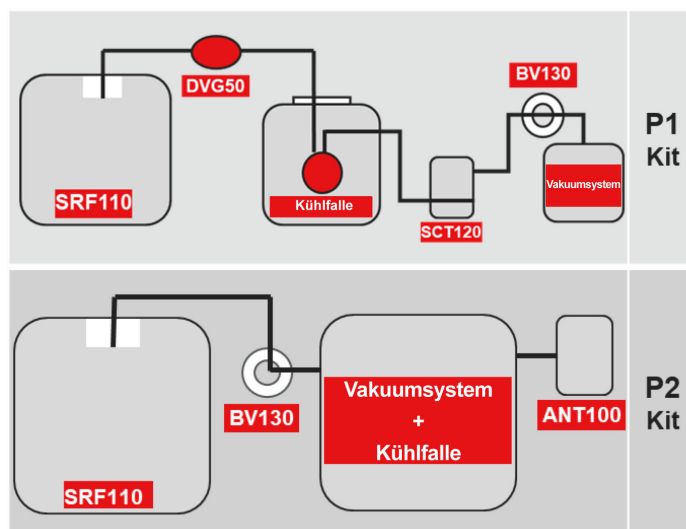 DVG50
BV130
P1
Kit
SRF110
Kühlfalle
Vakuumsystem
SCT120
P2
Kit
BV130
Vakuumsystem
+
Kühlfalle
ANT100
SRF110